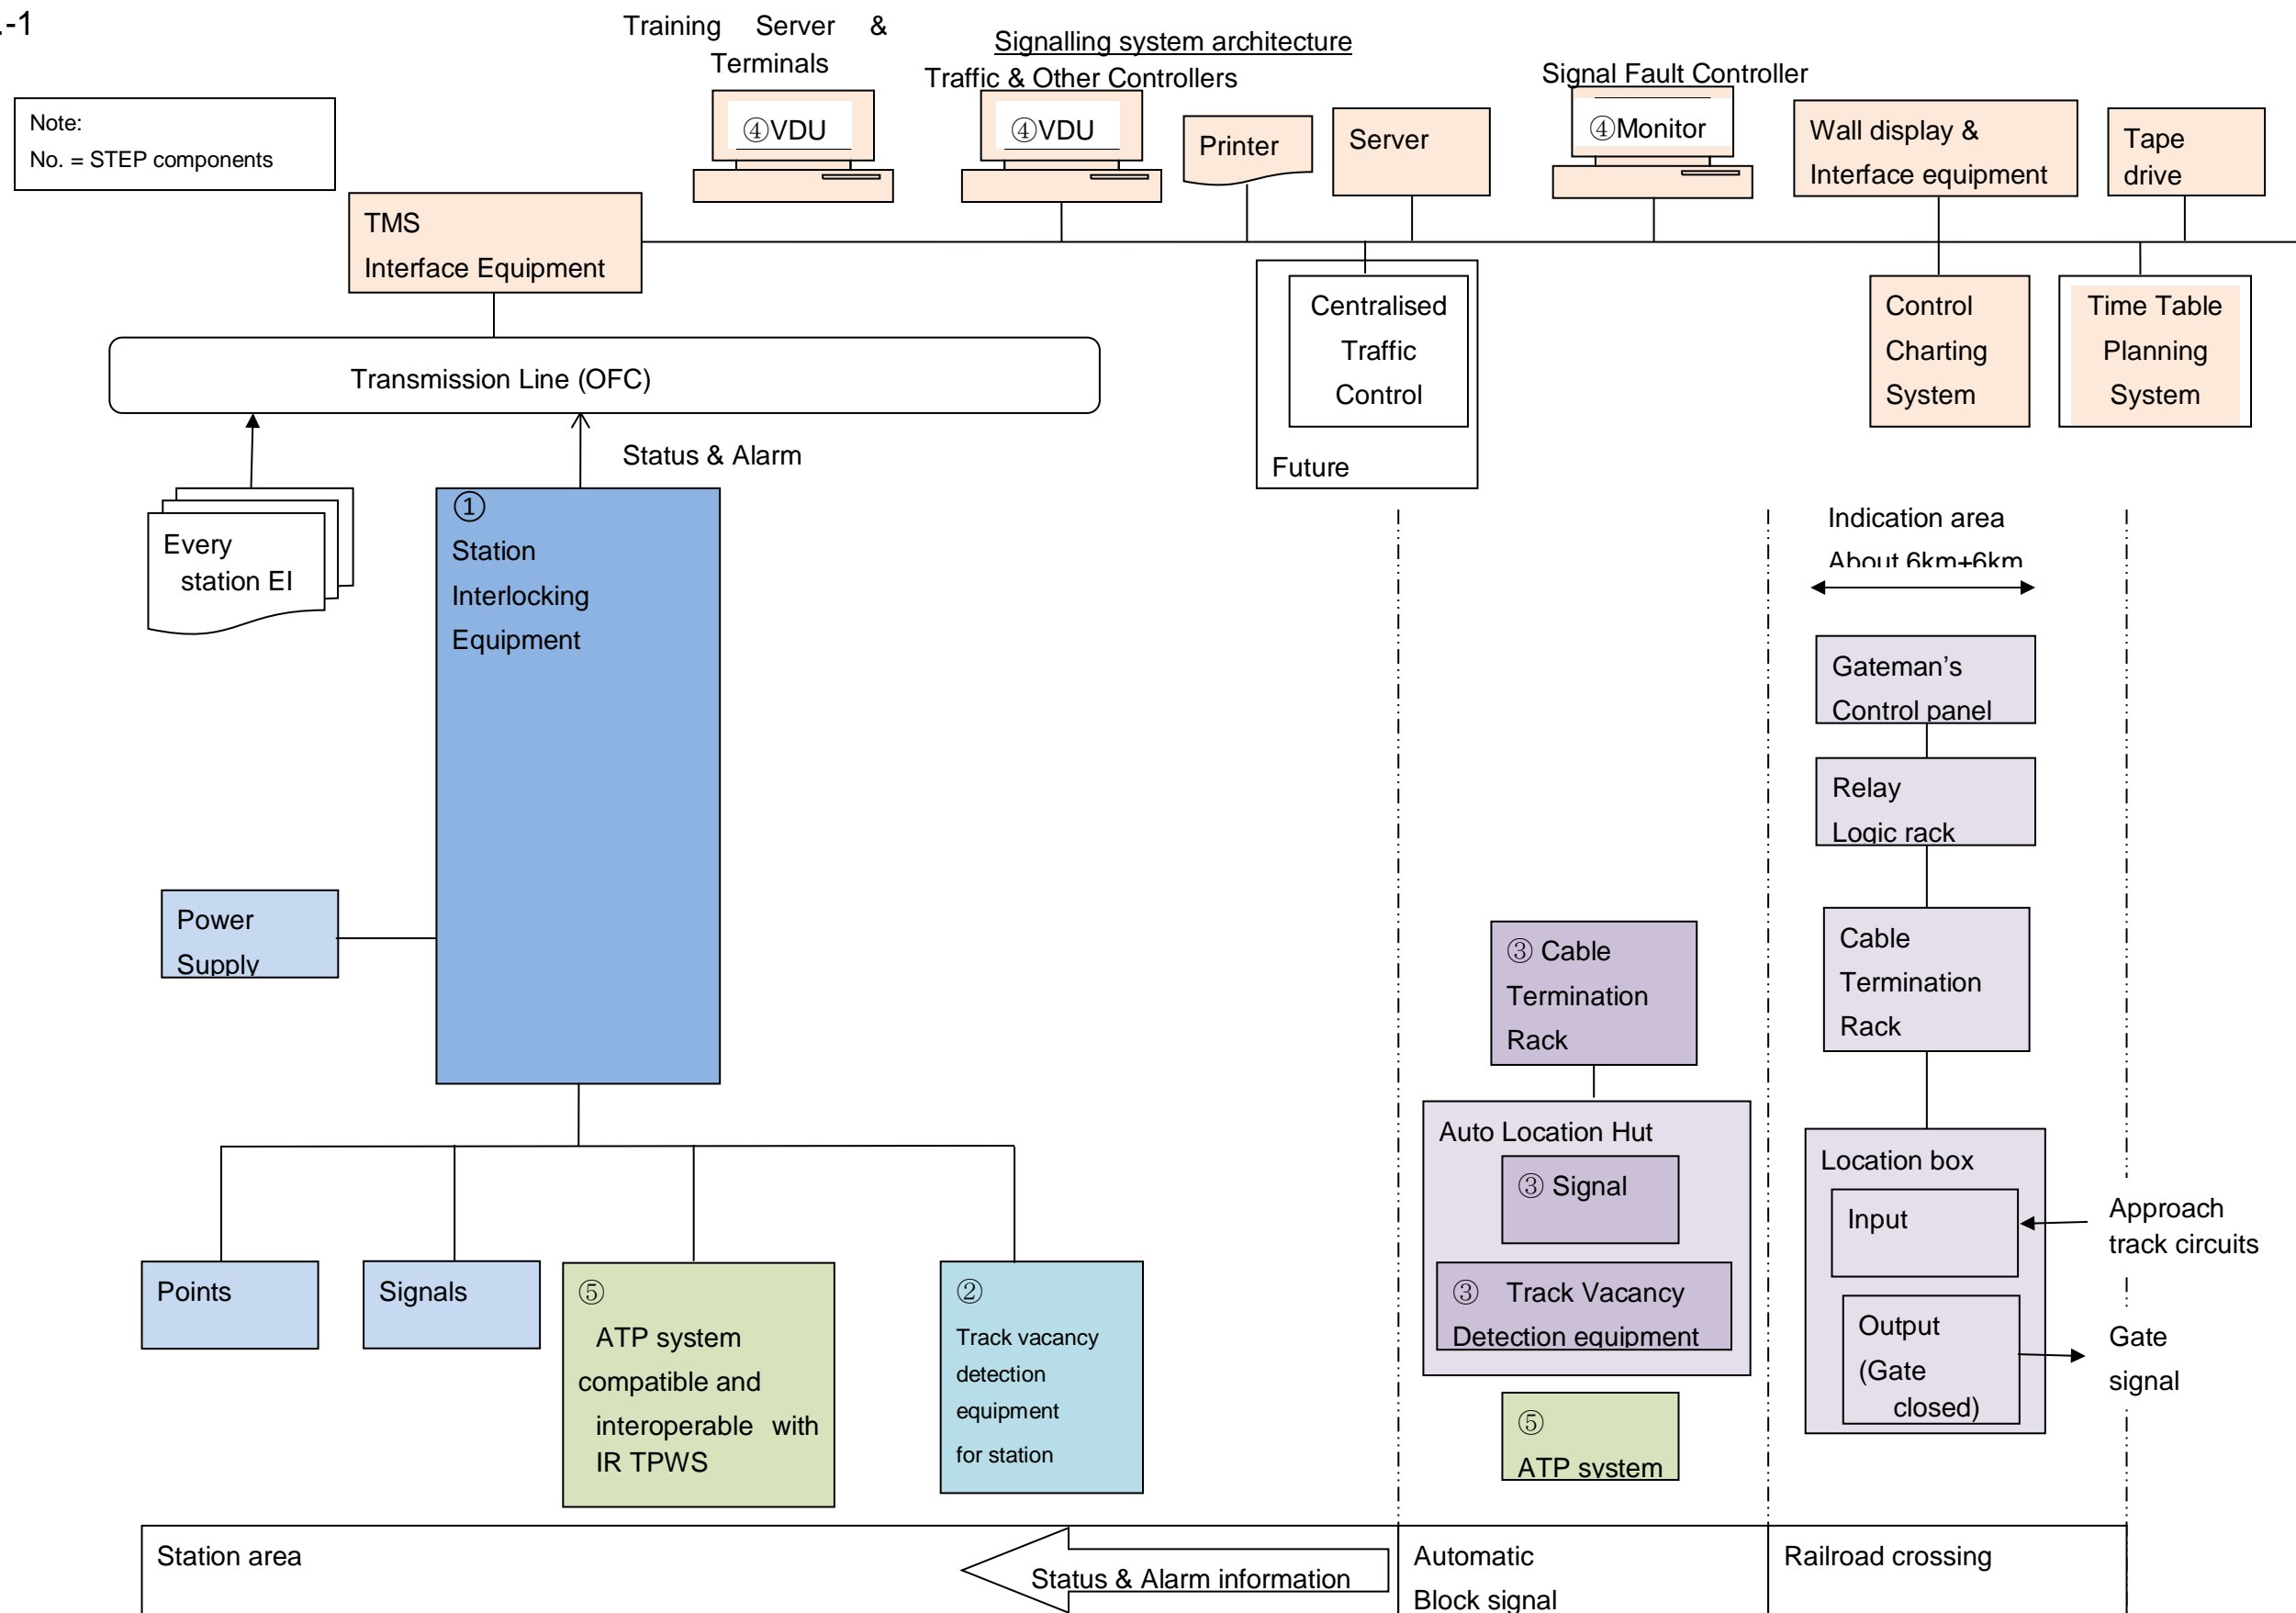 .-1
Training Server &
Terminals
Signalling system architecture
Traffic & Other Controllers
Signal Fault Controller
Note:
No. = STEP components
④VDU
④VDU
Printer
Server
④Monitor
Wall display &
Interface equipment
Tape
drive
TMS
Interface Equipment
Centralised
Traffic
Control
Future
Control
Charting
System
Time Table
Planning
System
Transmission Line (OFC)
Status & Alarm
Every
station EI
①
Station
Interlocking
Equipment
Indication area
About 6km+6km
Gateman’s
Control panel
Relay
Logic rack
Power
Supply
③ Cable
Termination
Rack
Cable
Termination
Rack
Auto Location Hut
③ Signal
③ Track Vacancy
Detection equipment
Location box
Input
Approach
track circuits
Output
(Gate
closed)
Gate
signal
Points
Signals
⑤
ATP system
compatible and
interoperable with
IR TPWS
②
Track vacancy
detection
equipment
for station
⑤
ATP system
Station area
Status & Alarm information
Automatic
Block signal
Railroad crossing